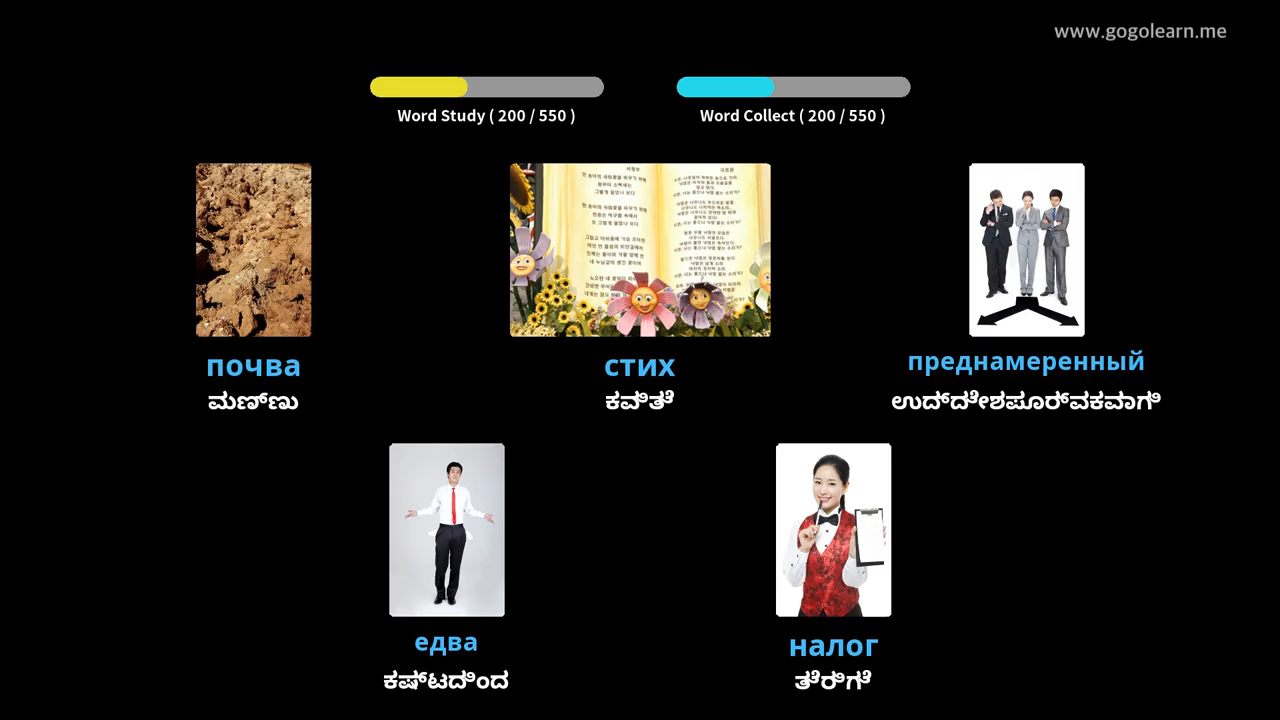 www.gogolearn.me
Word Study ( 200 / 550 )
Word Collect ( 200 / 550 )
почва
ಮಣ್ಣು
стих
ಕವಿತೆ
преднамеренный
ಉದ್ದೇಶಪೂರ್ವಕವಾಗಿ
едва
ಕಷ್ಟದಿಂದ
налог
ತೆರಿಗೆ